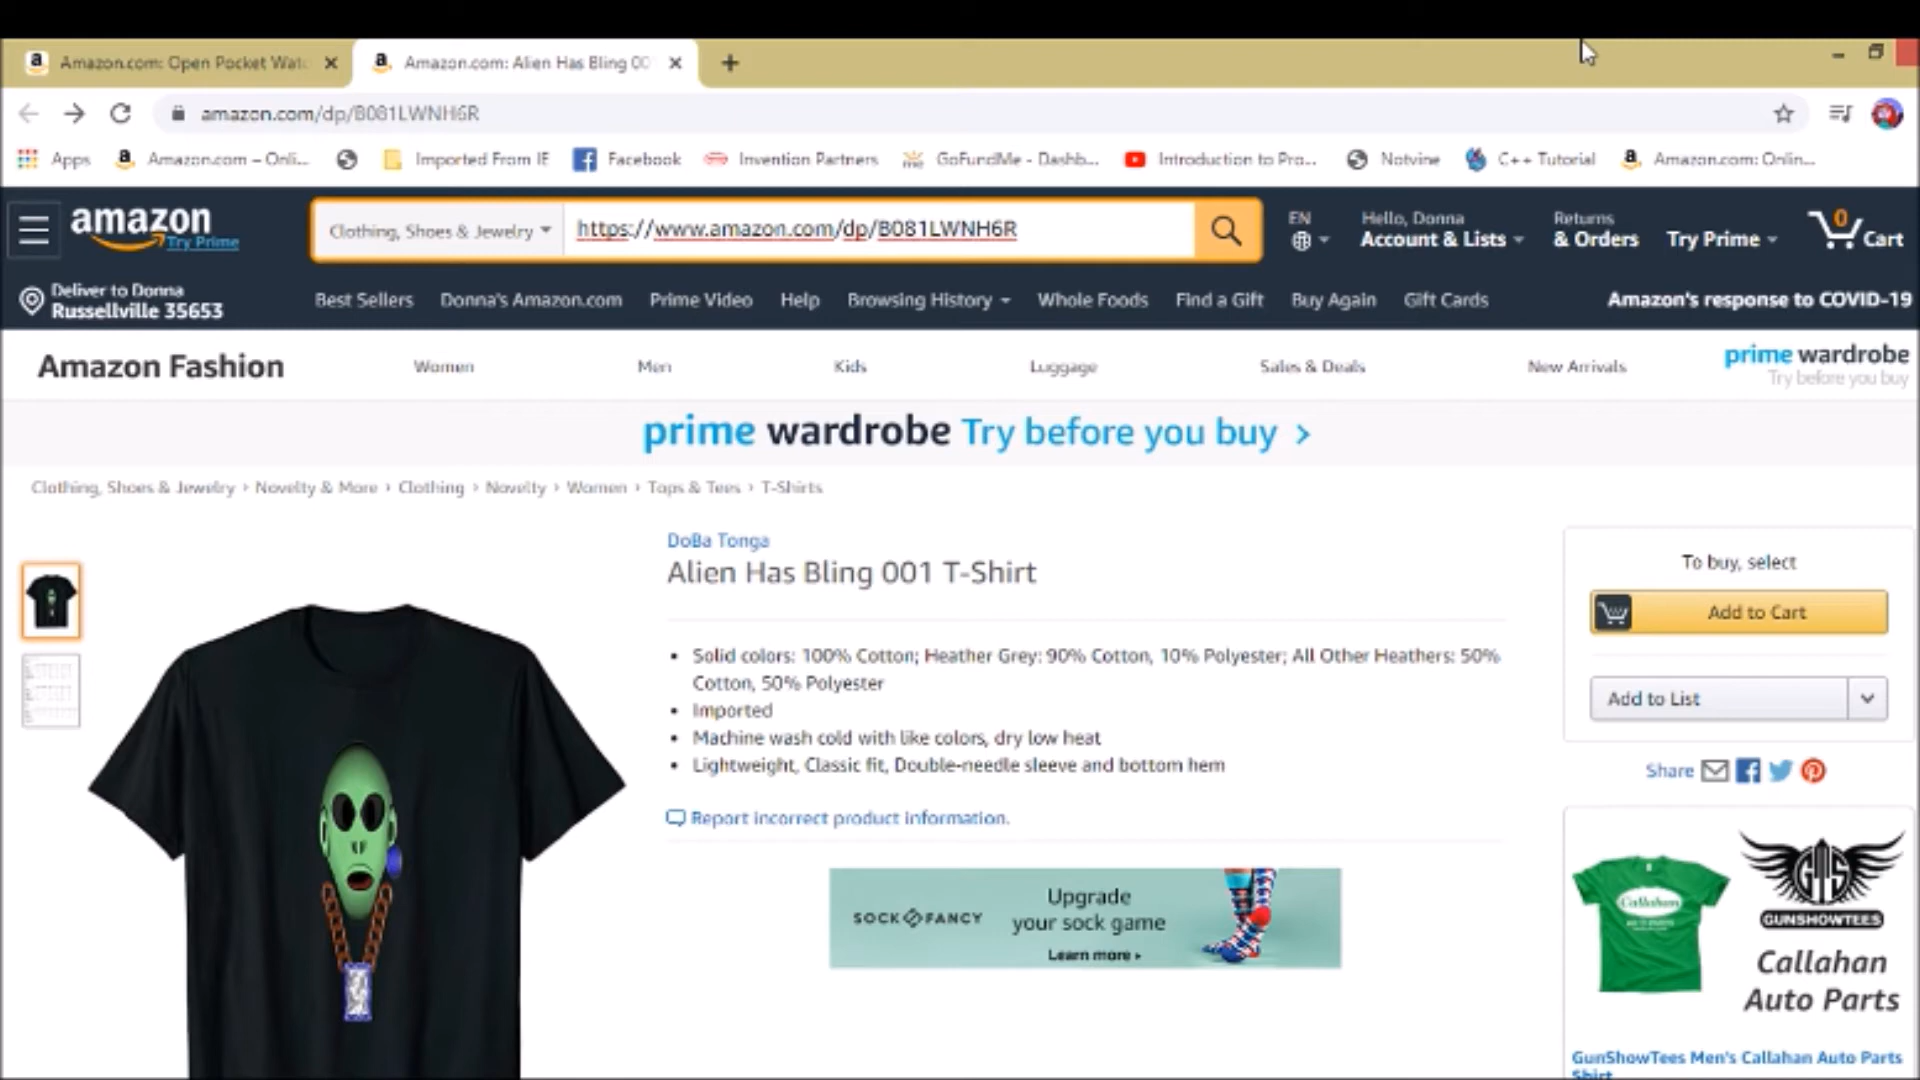 Amazon.com: Open Pocket Wat
Amazon.com: Alien Has Bling 00
amazon.com/dp/B081LWNH6R
Apps
Amazon.com – Onli...
Imported From IE
Facebook
Invention Partners
GoFundMe - Dashb...
Introduction to Pro...
Notvine
C++ Tutorial
Amazon.com: Onlin...
amazon
Try Prime
Clothing, Shoes & Jewelry
https://www.amazon.com/dp/B081LWNH6R
EN
Hello, Donna
Account & Lists
Returns
& Orders
Try Prime
0
Cart
Deliver to Donna
Russellville 35653
Best Sellers
Donna's Amazon.com
Prime Video
Help
Browsing History
Whole Foods
Find a Gift
Buy Again
Gift Cards
Amazon's response to COVID-19
Amazon Fashion
Women
Men
Kids
Luggage
Sales & Deals
New Arrivals
prime wardrobe
Try before you buy
prime wardrobe Try before you buy ›
Clothing, Shoes & Jewelry › Novelty & More › Clothing › Novelty › Women › Tops & Tees › T-Shirts
DoBa Tonga
Alien Has Bling 001 T-Shirt
• Solid colors: 100% Cotton; Heather Grey: 90% Cotton, 10% Polyester; All Other Heathers: 50%
Cotton, 50% Polyester
• Imported
• Machine wash cold with like colors, dry low heat
• Lightweight, Classic fit, Double-needle sleeve and bottom hem
Report incorrect product information.
SOCK FANCY
Upgrade
your sock game
Learn more
To buy, select
Add to Cart
Add to List
Share
Callahan
GTS
GUNSHOWTEES
Callahan
Auto Parts
GunShowTees Men's Callahan Auto Parts
Shirt